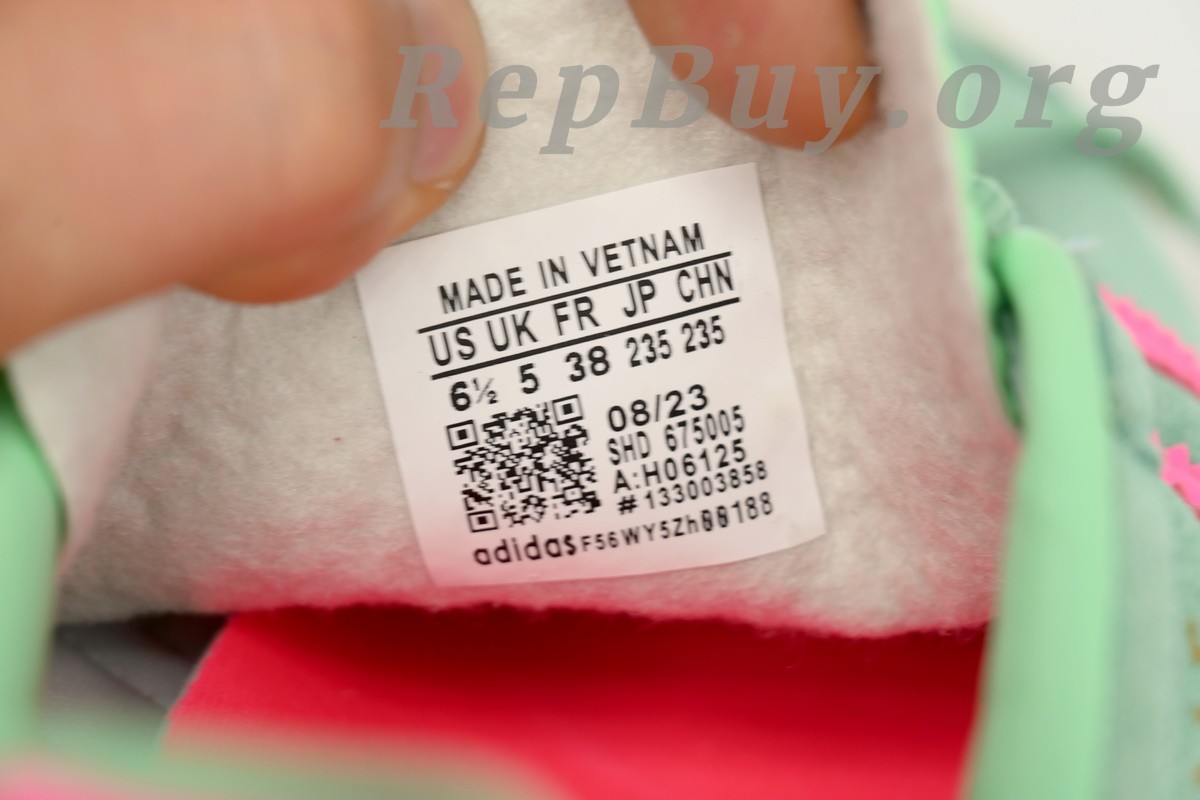 RepBuy.org
MADE IN VETNAM
US UK FR JP CHN
6½ 5 38 235 235
08/23
SHD 675005
A:H06125
#133003858
adidas F56WY5Zh00188